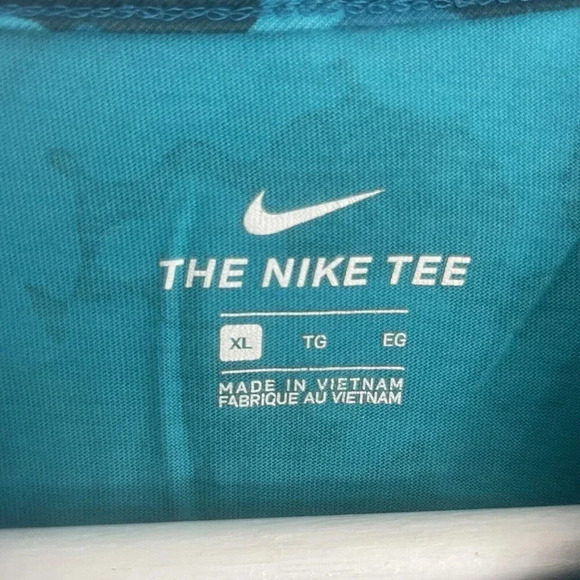 THE NIKE TEE
XL TG EG
MADE IN VIETNAM
FABRIQUE AU VIETNAM